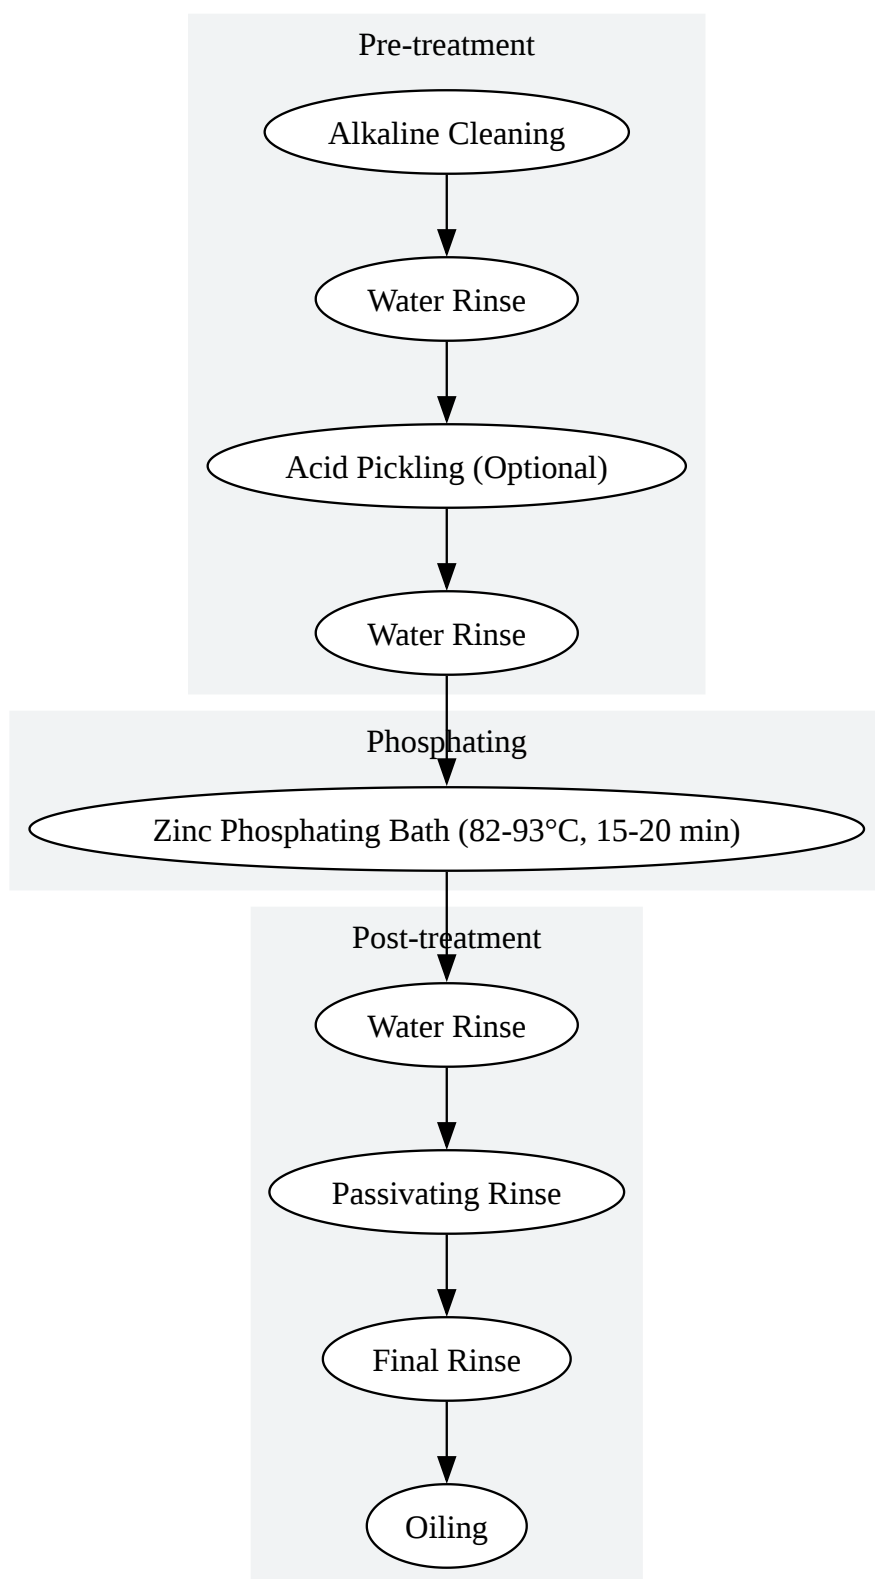 Pre-treatment
Alkaline Cleaning
Water Rinse
Acid Pickling (Optional)
Water Rinse
Phosphating
Zinc Phosphating Bath (82-93°C, 15-20 min)
Post-treatment
Water Rinse
Passivating Rinse
Final Rinse
Oiling